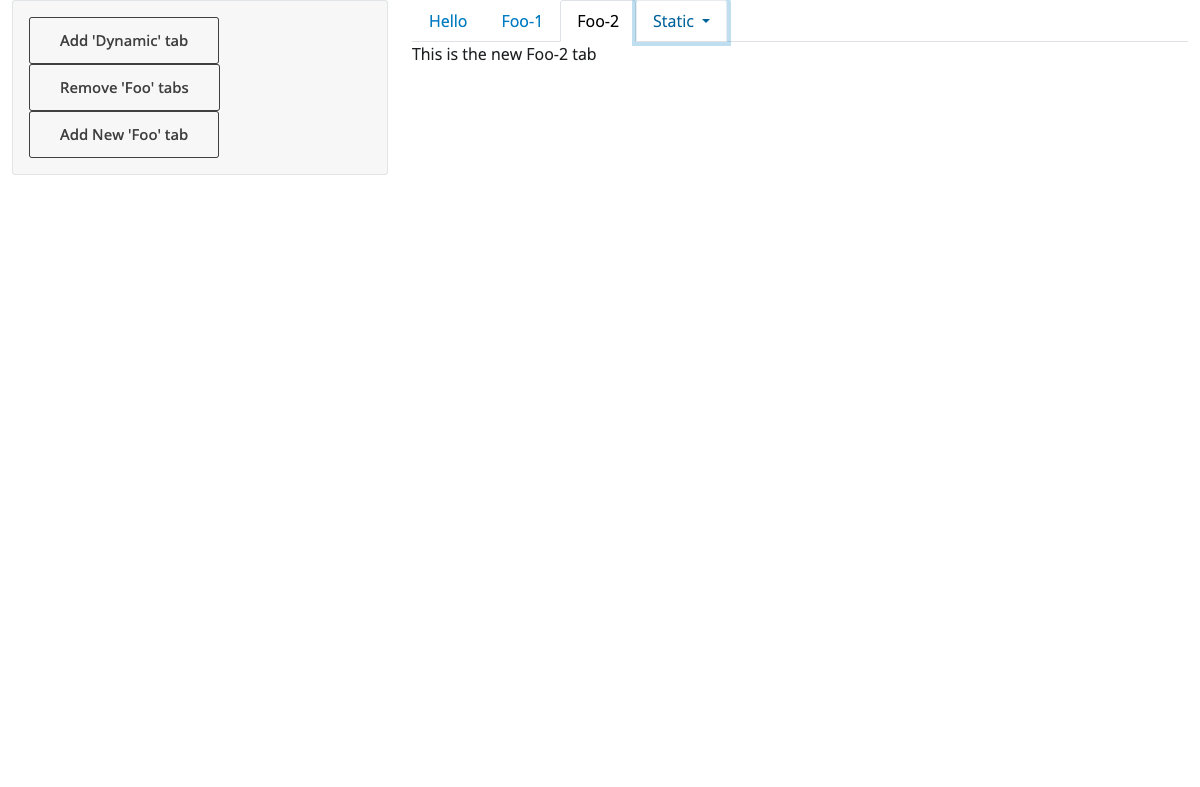 Add 'Dynamic' tab
Remove 'Foo' tabs
Add New 'Foo' tab
Hello Foo-1 Foo-2 Static
This is the new Foo-2 tab